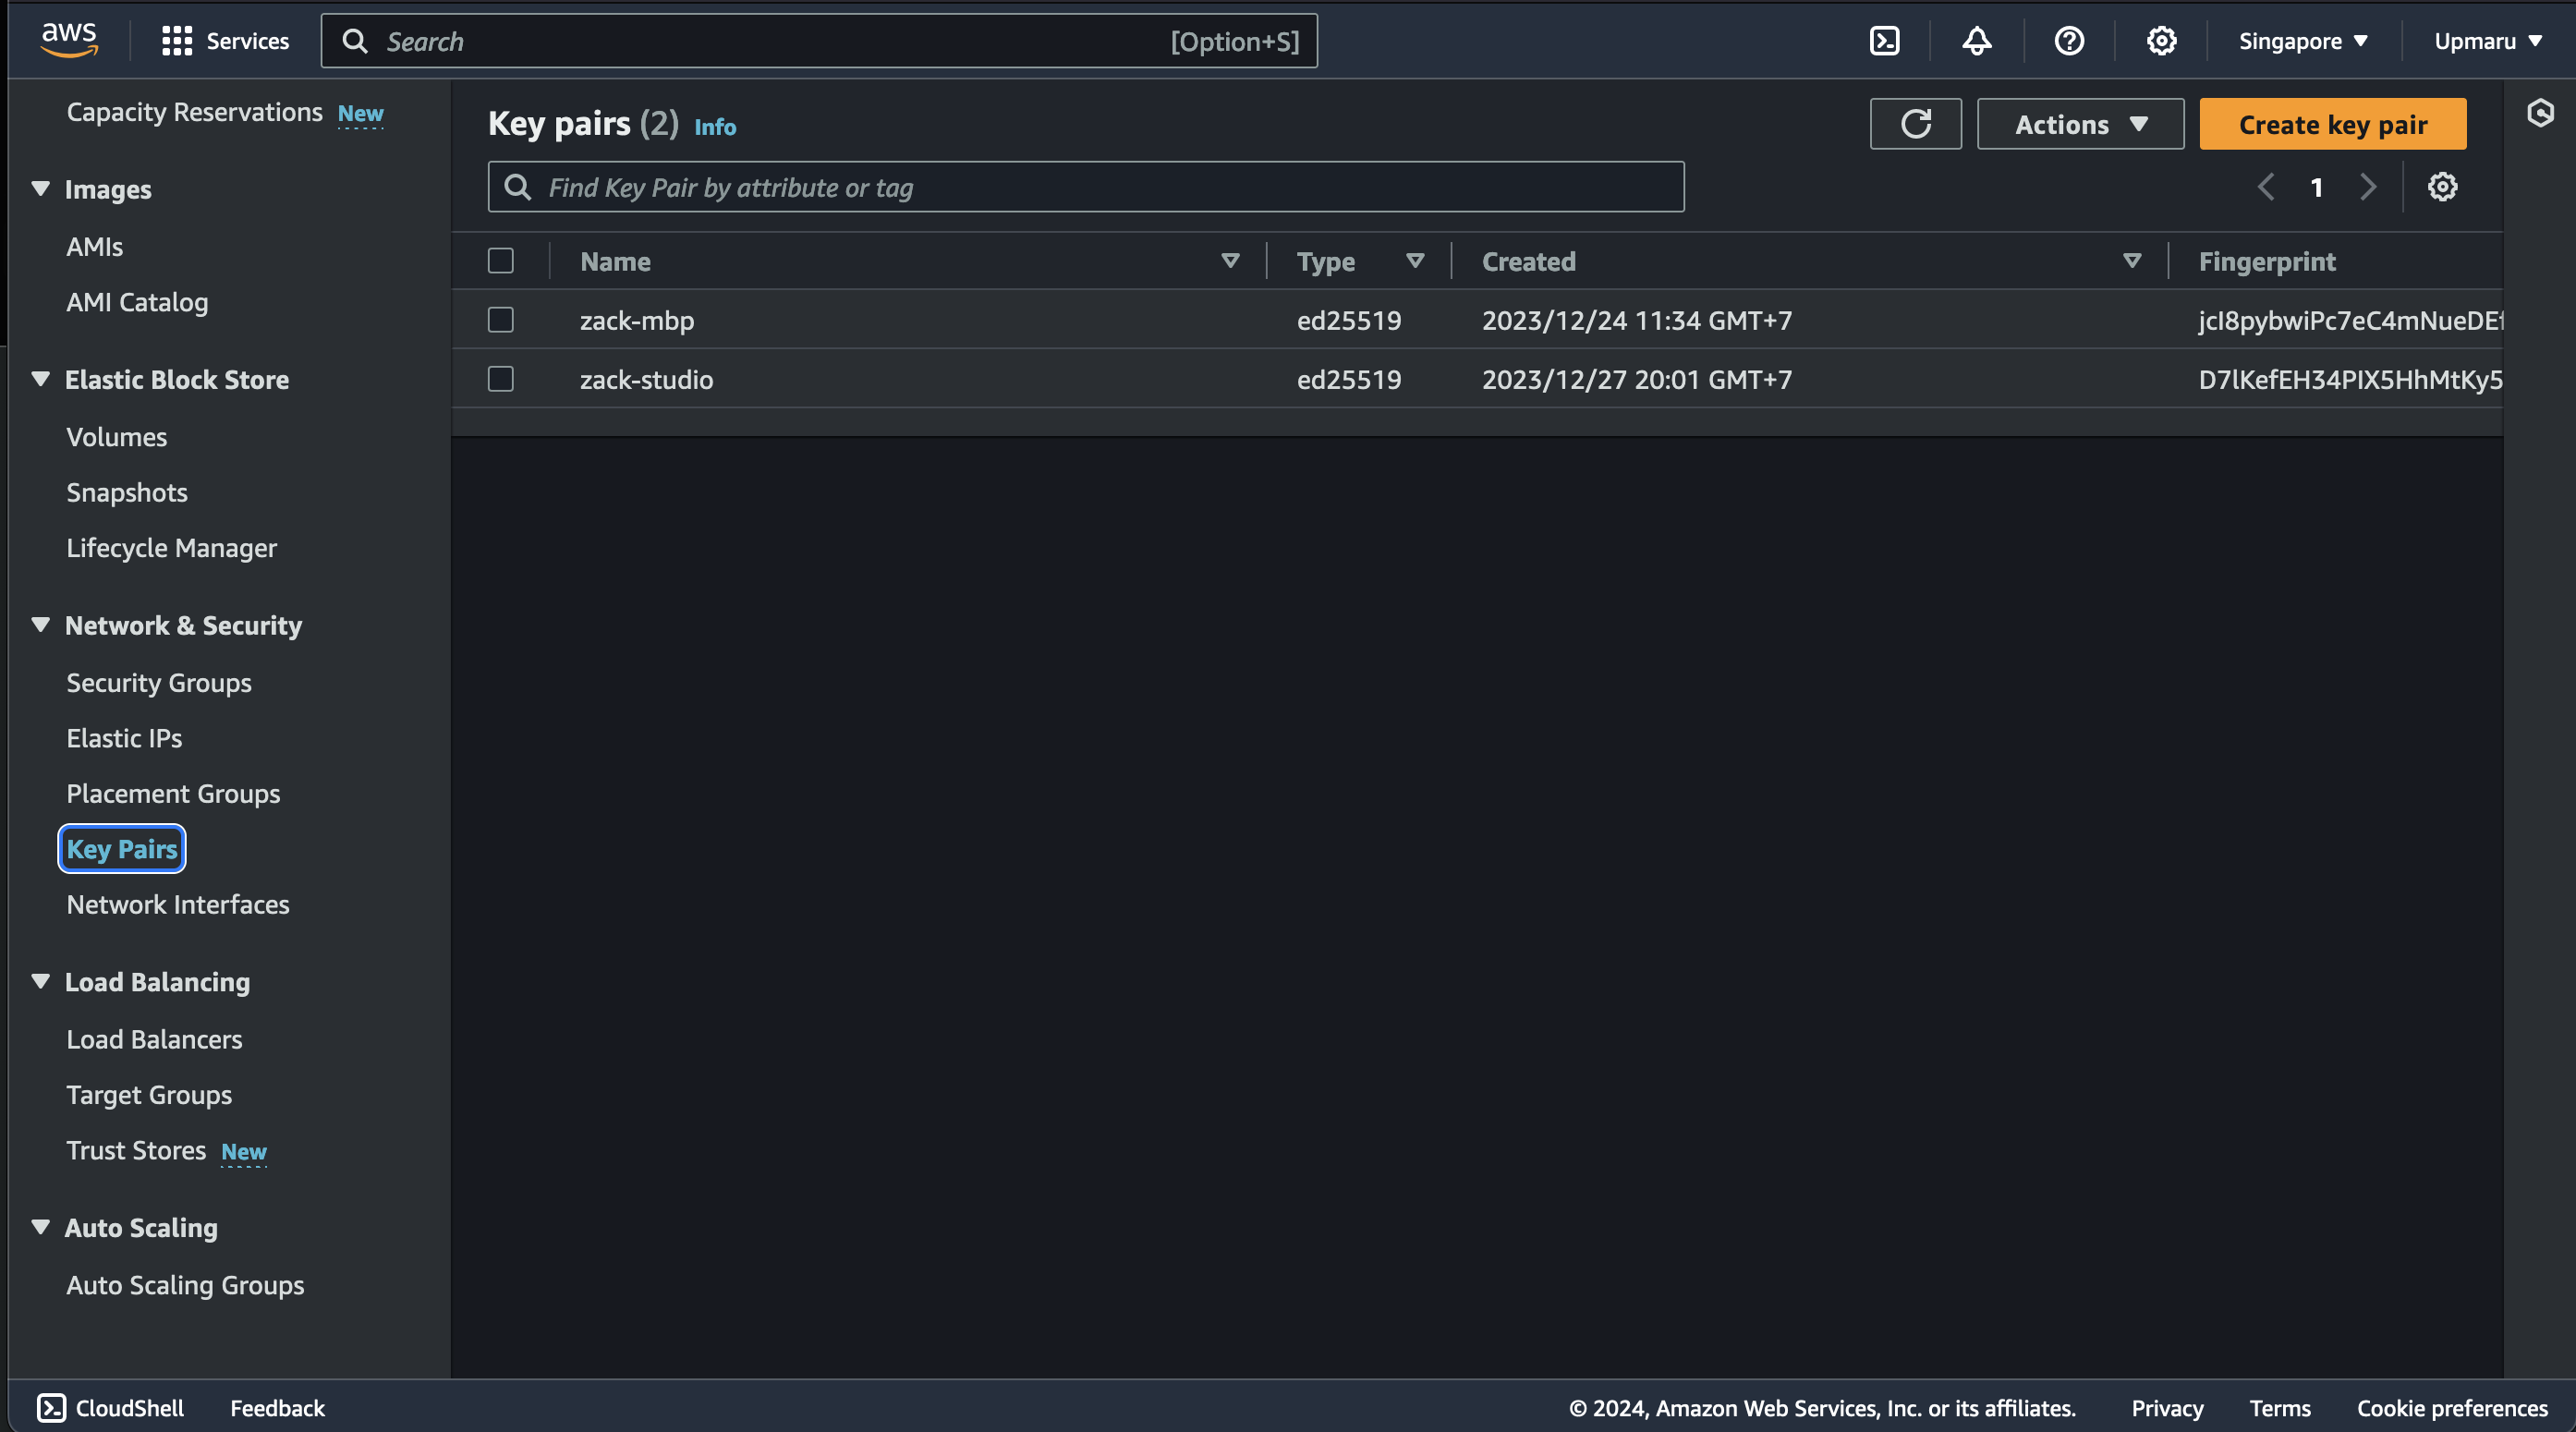 aws
Services
Search [Option+S]
Singapore
Upmaru
Capacity Reservations New
Images
AMIs
AMI Catalog
Elastic Block Store
Volumes
Snapshots
Lifecycle Manager
Network & Security
Security Groups
Elastic IPs
Placement Groups
Key Pairs
Network Interfaces
Load Balancing
Load Balancers
Target Groups
Trust Stores New
Auto Scaling
Auto Scaling Groups
Key pairs (2) Info
Actions
Create key pair
Find Key Pair by attribute or tag
1
Name Type Created Fingerprint
zack-mbp ed25519 2023/12/24 11:34 GMT+7
zack-studio ed25519 2023/12/27 20:01 GMT+7
CloudShell Feedback © 2024, Amazon Web Services, Inc. or its affiliates. Privacy Terms Cookie preferences